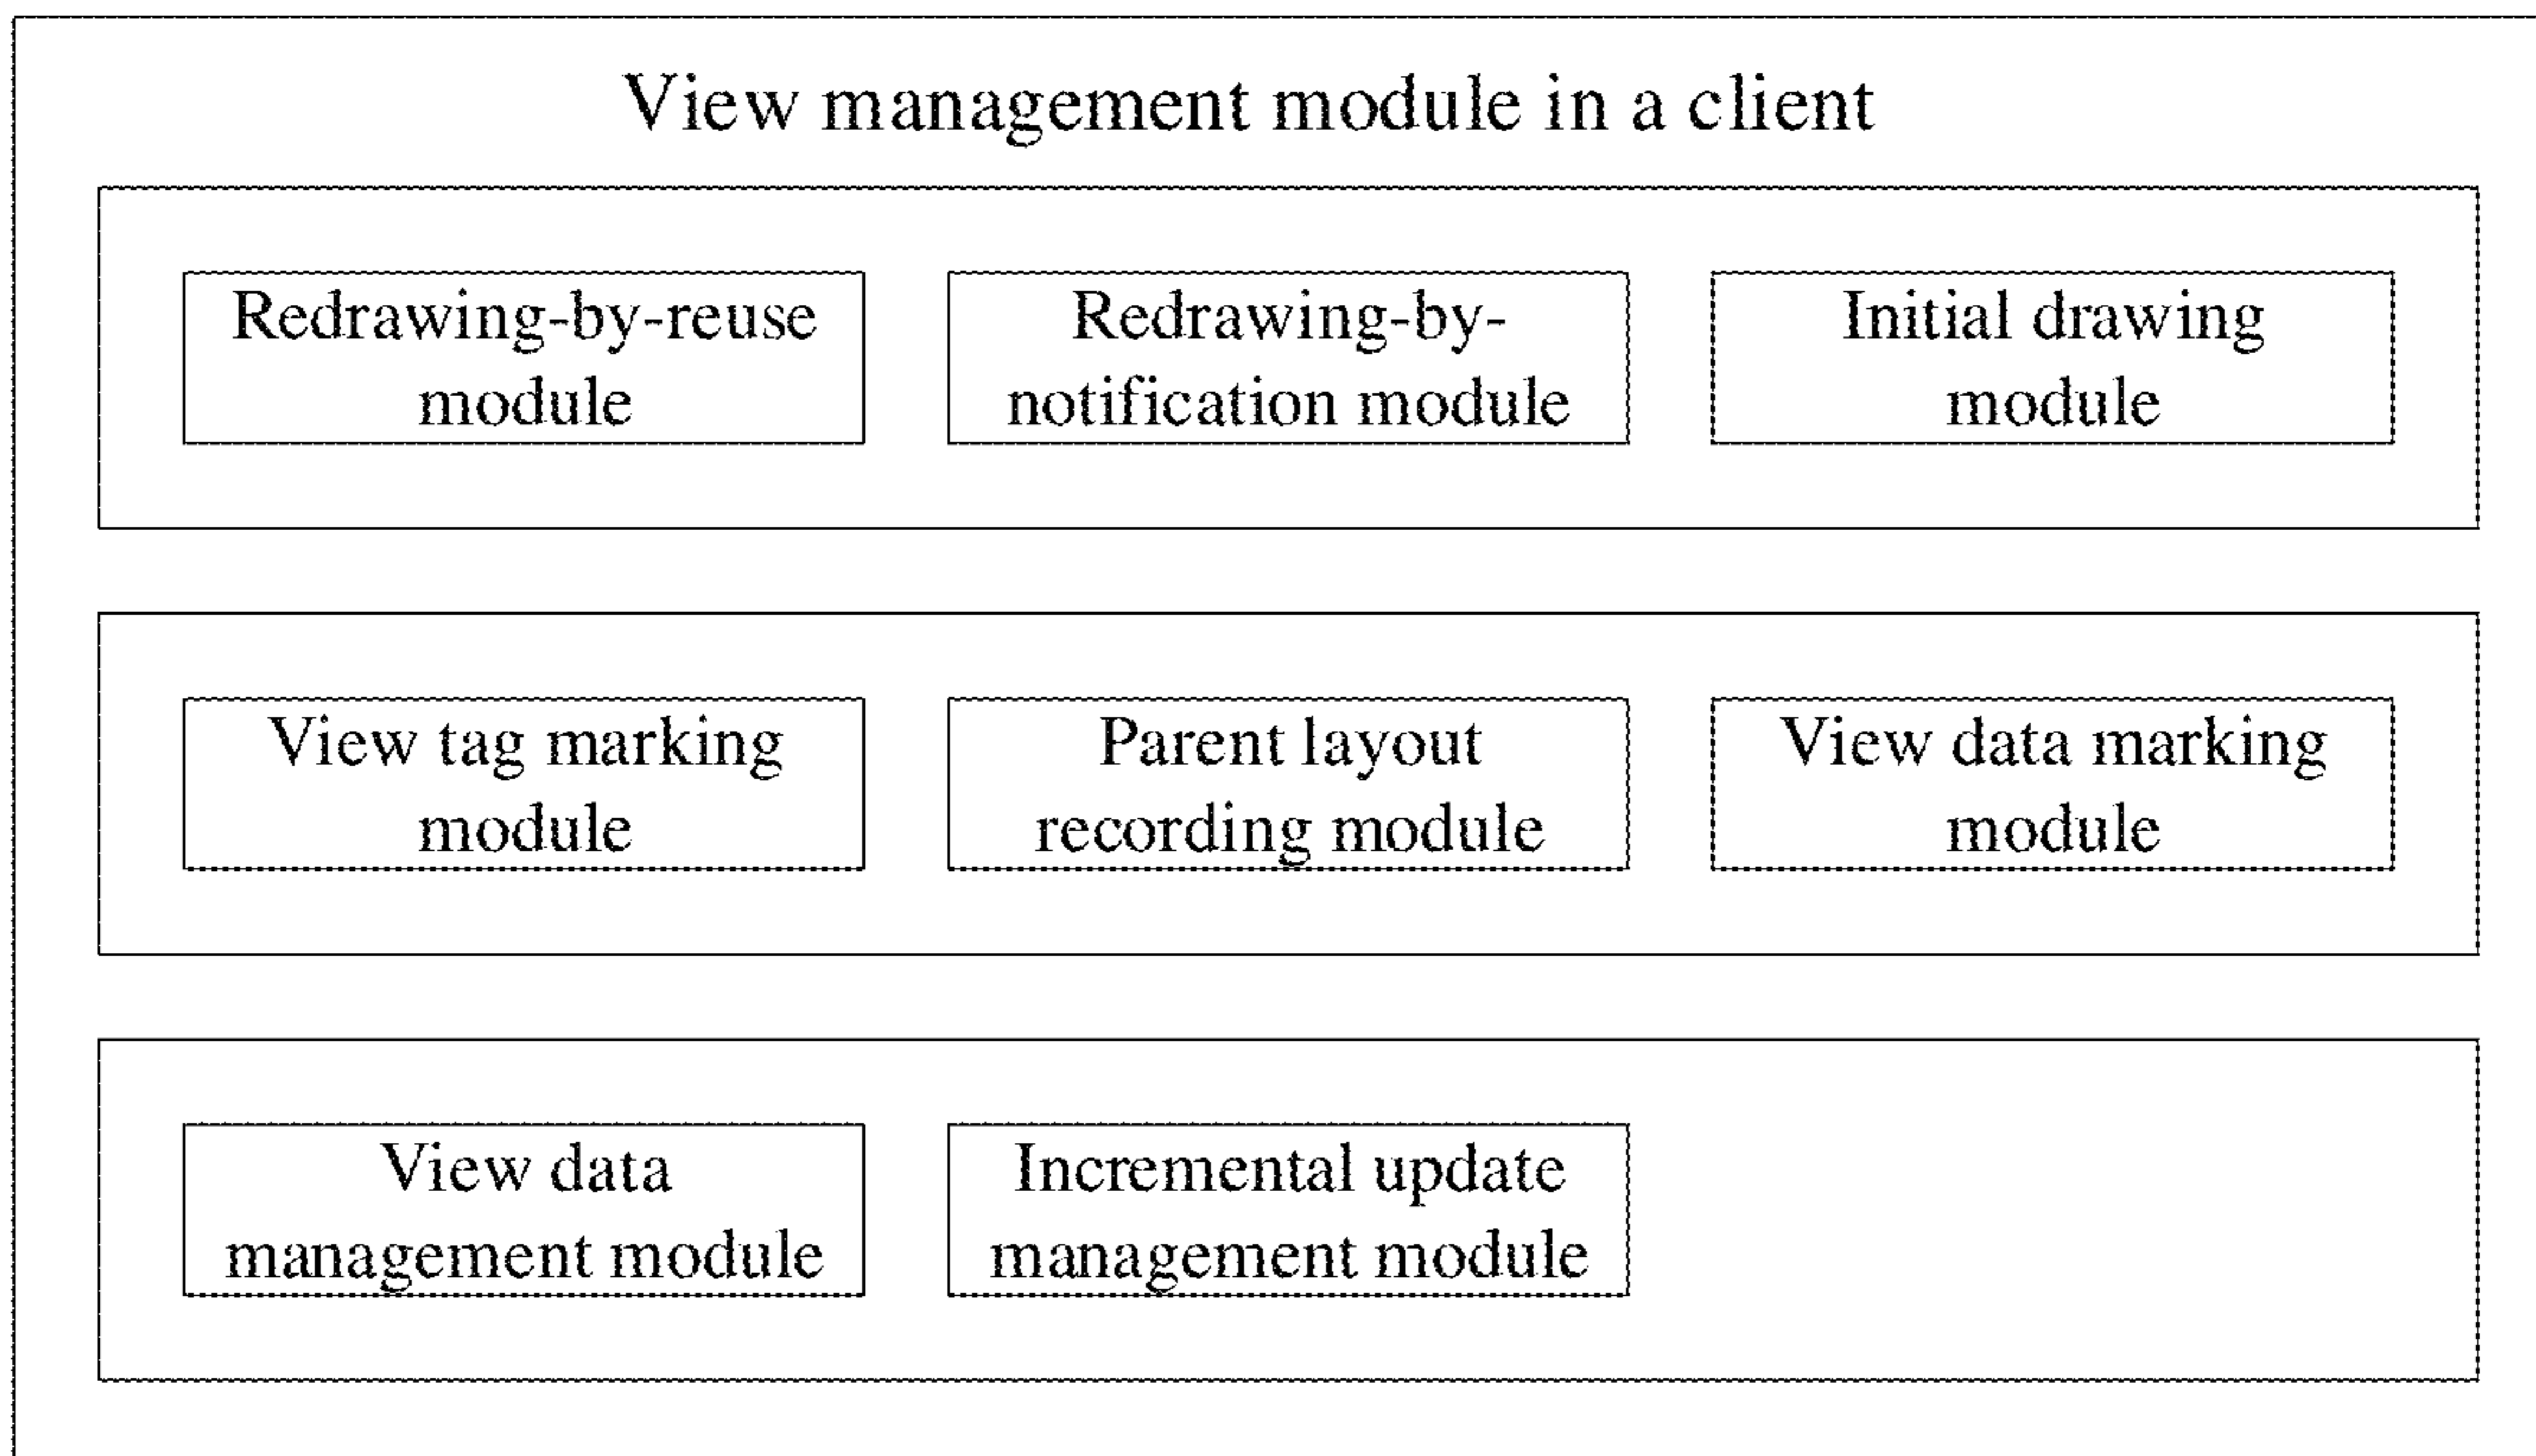 View management module in a client
Redrawing-by-reuse
module
Redrawing-by-
notification module
Initial drawing
module
View tag marking
module
Parent layout
recording module
View data marking
module
View data
management module
Incremental update
management module